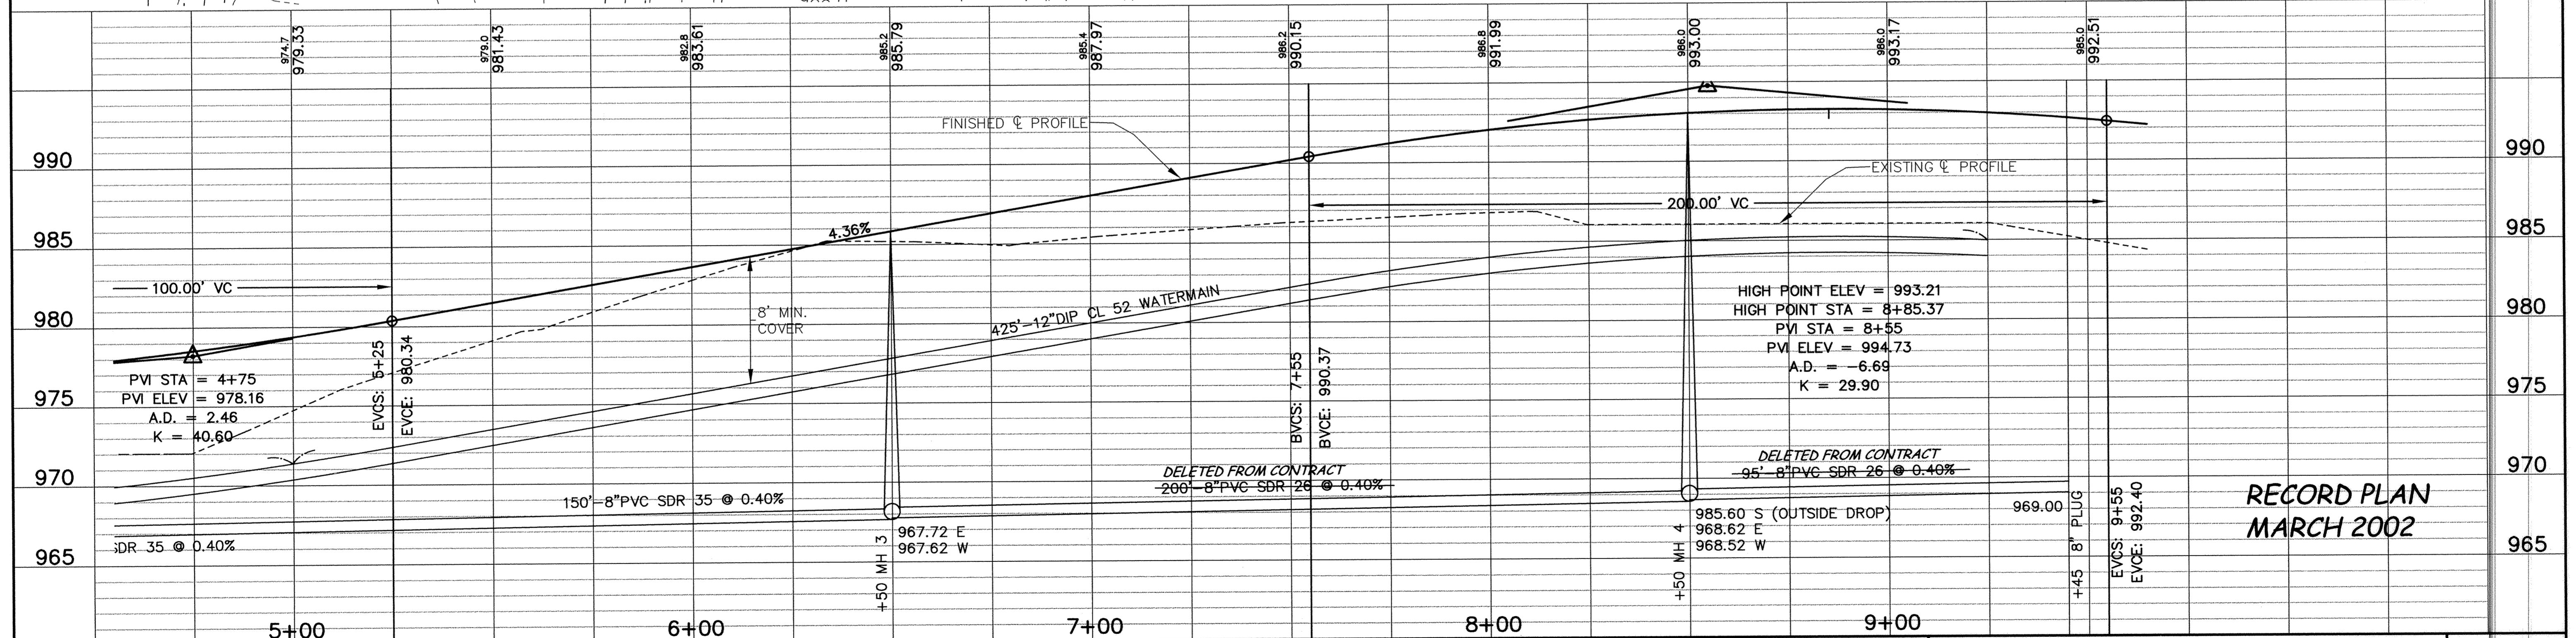 974.7
979.33
979.0
981.43
982.8
983.61
985.2
985.79
985.4
987.97
986.2
990.15
986.8
991.99
986.0
993.00
986.0
993.17
985.0
992.51
FINISHED ℄ PROFILE
990
990
EXISTING ℄ PROFILE
200.00' VC
4.36%
985
985
100.00' VC
8' MIN.
COVER
425'-12"DIP CL 52 WATERMAIN
980
980
HIGH POINT ELEV = 993.21
HIGH POINT STA = 8+85.37
PVI STA = 8+55
PVI ELEV = 994.73
A.D. = -6.69
K = 29.90
EVCS: 5+25
EVCE: 980.34
BVCS: 7+55
BVCE: 990.37
PVI STA = 4+75
PVI ELEV = 978.16
A.D. = 2.46
K = 40.60
975
975
970
970
DELETED FROM CONTRACT
200'-8"PVC SDR 26 @ 0.40%
DELETED FROM CONTRACT
95'-8"PVC SDR 26 @ 0.40%
150'-8"PVC SDR 35 @ 0.40%
SDR 35 @ 0.40%
967.72 E
967.62 W
+50 MH 3
985.60 S (OUTSIDE DROP)
968.62 E
968.52 W
+50 MH 4
969.00
+45 8" PLUG
EVCS: 9+55
EVCE: 992.40
RECORD PLAN
MARCH 2002
965
965
5+00
6+00
7+00
8+00
9+00